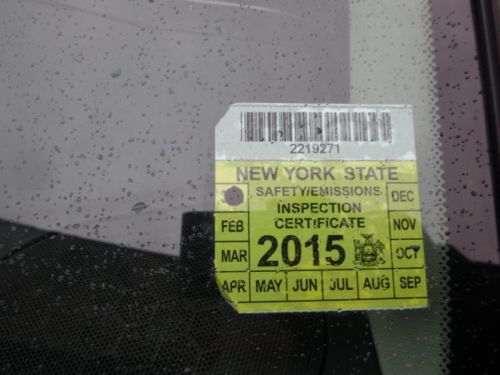 2219271
NEW YORK STATE
SAFETY/EMISSIONS
INSPECTION
CERTIFICATE
2015
DEC
FEB
NOV
MAR
OCT
APR MAY JUN JUL AUG SEP